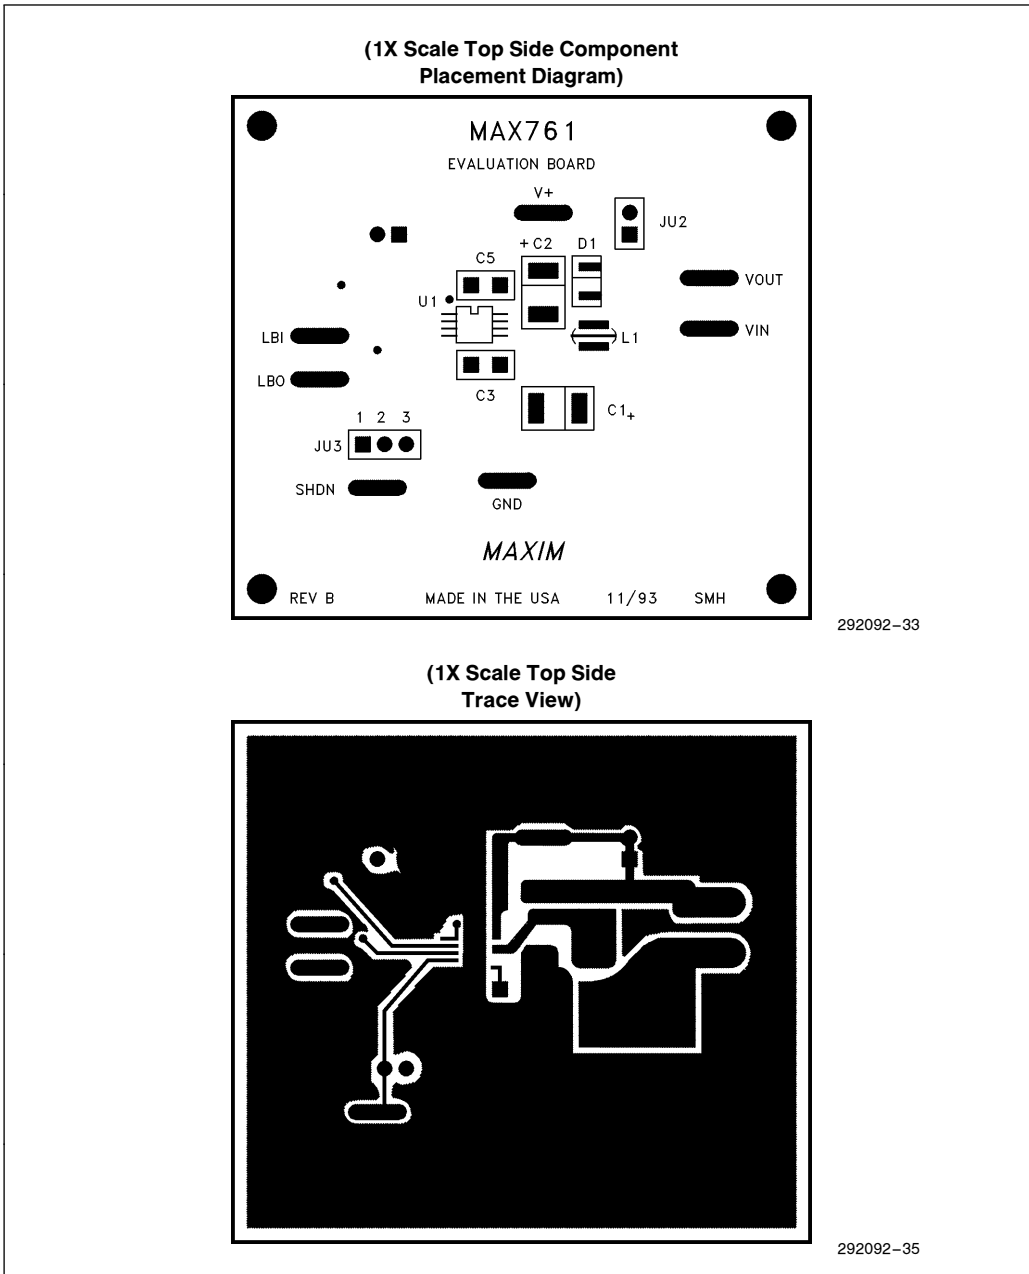 (1X Scale Top Side Component
Placement Diagram)
MAX761
EVALUATION BOARD
V+
JU2
+C2 D1
C5
VOUT
U1
LBI
L1
VIN
LBO
C3
C1+
1 2 3
JU3
SHDN
GND
MAXIM
REV B MADE IN THE USA 11/93 SMH
292092–33
(1X Scale Top Side
Trace View)
292092–35